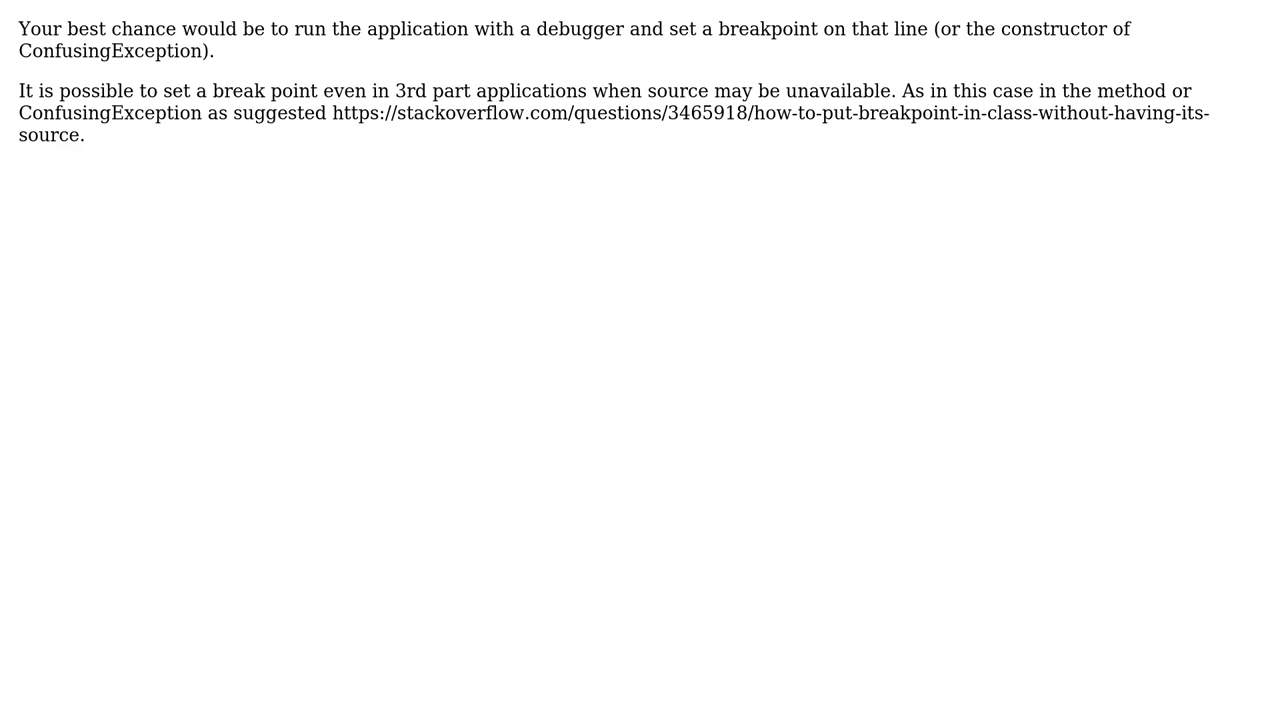 Your best chance would be to run the application with a debugger and set a breakpoint on that line (or the constructor of
ConfusingException).
It is possible to set a break point even in 3rd part applications when source may be unavailable. As in this case in the method or
ConfusingException as suggested https://stackoverflow.com/questions/3465918/how-to-put-breakpoint-in-class-without-having-its-
source.